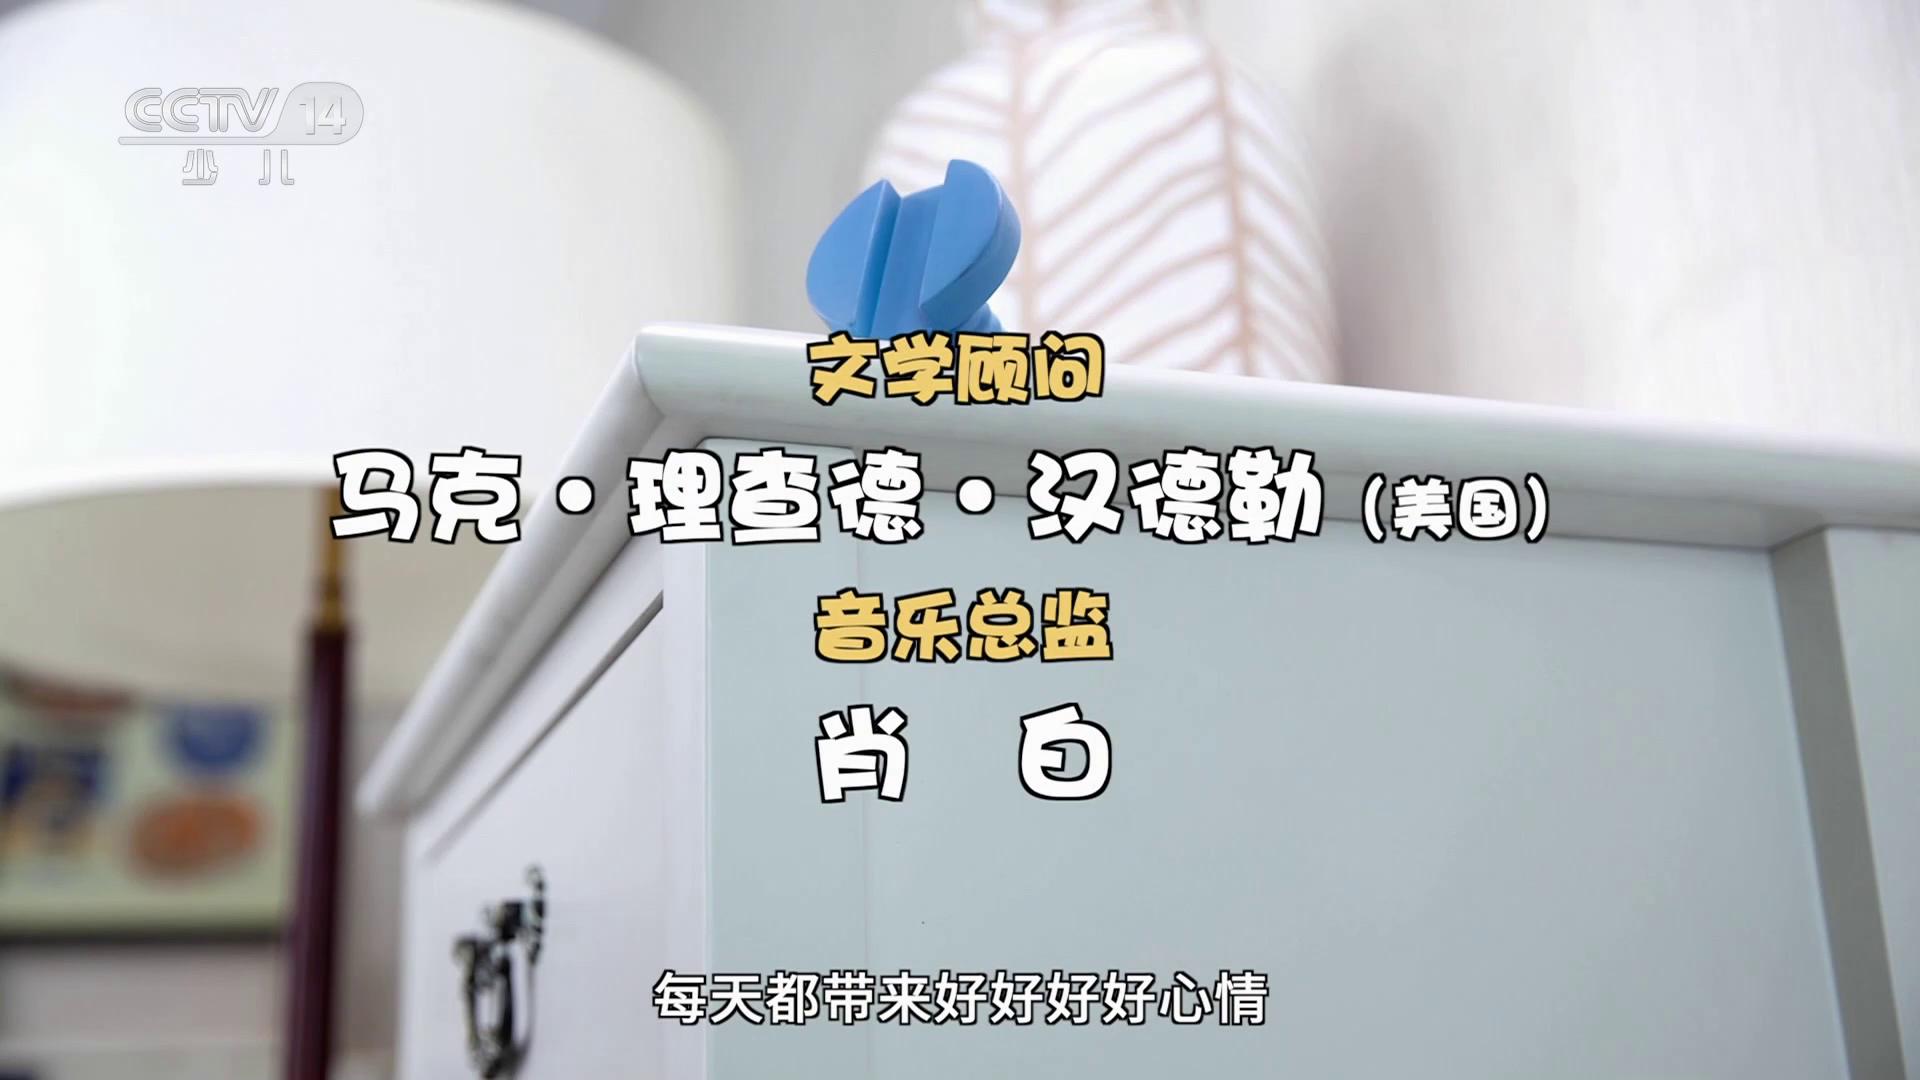 CCTV 14
少儿
文学顾问
马克·理查德·汉德勒（美国）
音乐总监
肖 白
每天都带来好好好好心情